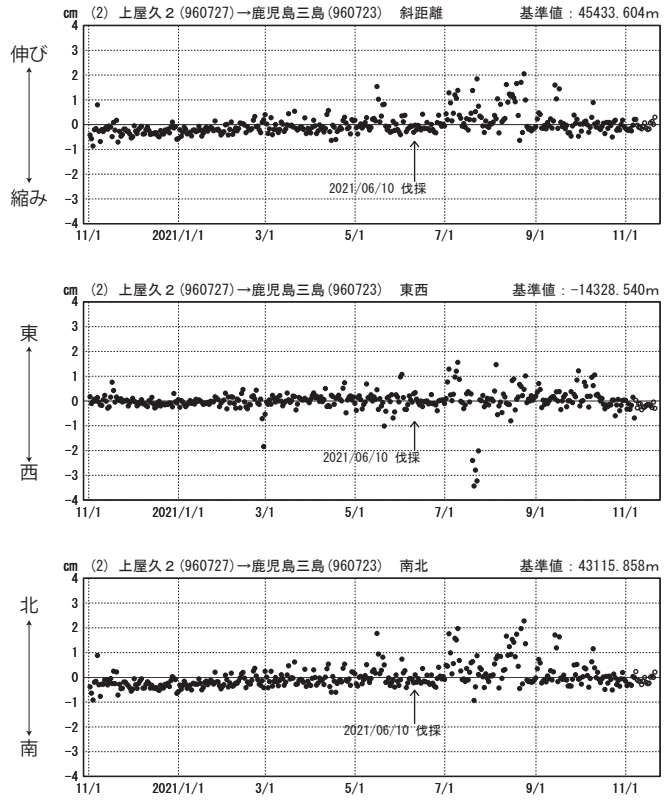 cm (2) 上屋久2(960727)→鹿児島三島(960723) 斜距離 基準値：45433.604m
4
3
伸び 2
1
0
-1
-2
縮み -3
2021/06/10 伐採
-4
11/1 2021/1/1 3/1 5/1 7/1 9/1 11/1
cm (2) 上屋久2(960727)→鹿児島三島(960723) 東西 基準値：-14328.540m
4
東 3
2
1
0
-1
-2
2021/06/10 伐採
西 -3
-4
11/1 2021/1/1 3/1 5/1 7/1 9/1 11/1
cm (2) 上屋久2(960727)→鹿児島三島(960723) 南北 基準値：43115.858m
4
北 3
2
1
0
-1
-2
2021/06/10 伐採
南 -3
-4
11/1 2021/1/1 3/1 5/1 7/1 9/1 11/1